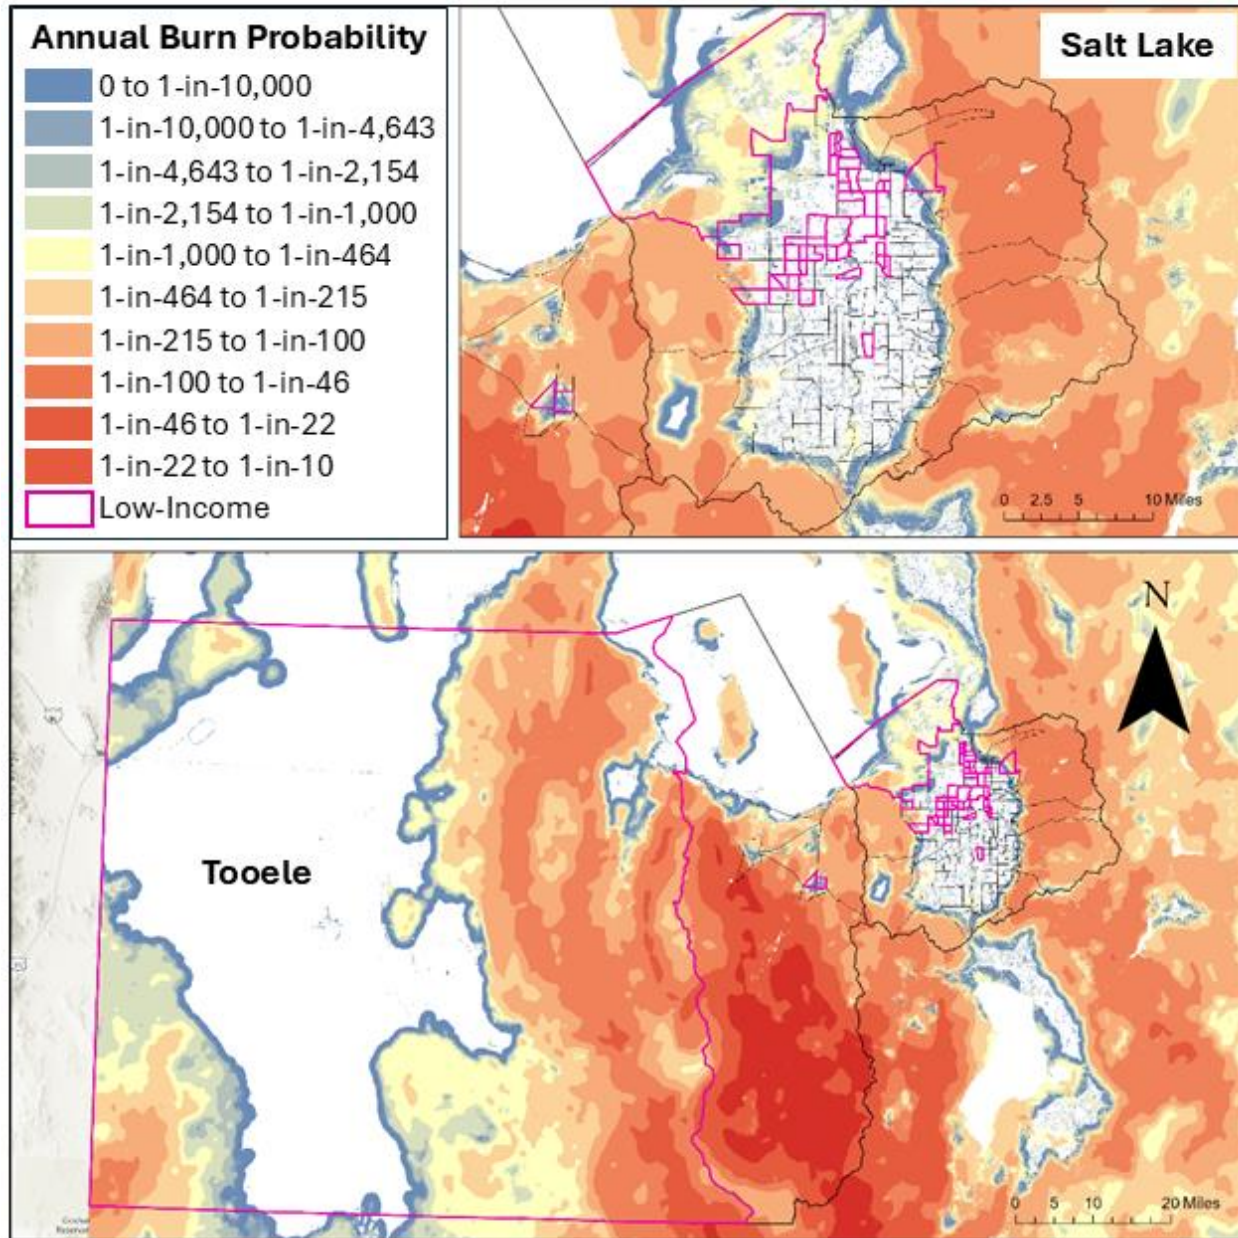 Annual Burn Probability
0 to 1-in-10,000
1-in-10,000 to 1-in-4,643
1-in-4,643 to 1-in-2,154
1-in-2,154 to 1-in-1,000
1-in-1,000 to 1-in-464
1-in-464 to 1-in-215
1-in-215 to 1-in-100
1-in-100 to 1-in-46
1-in-46 to 1-in-22
1-in-22 to 1-in-10
Low-Income
Salt Lake
0 2.5 5 10 Miles
N
Tooele
0 5 10 20 Miles